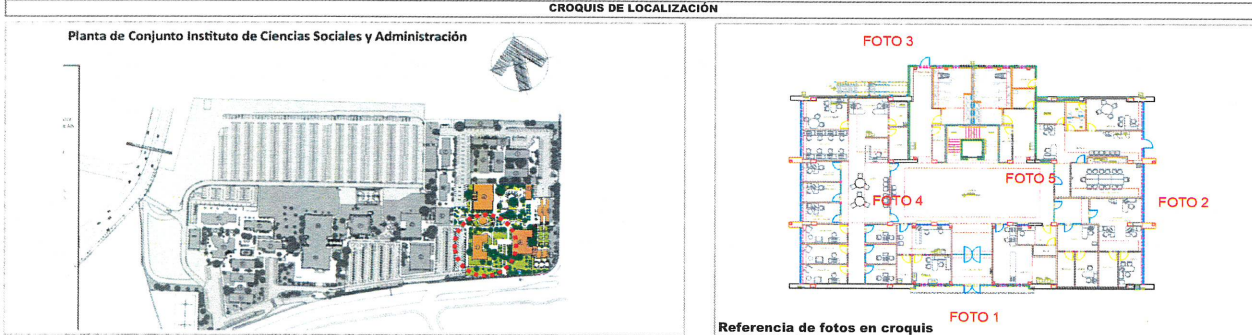 CROQUIS DE LOCALIZACIÓN
Planta de Conjunto Instituto de Ciencias Sociales y Administración
FOTO 3
FOTO 5
FOTO 4
FOTO 2
FOTO 1
Referencia de fotos en croquis